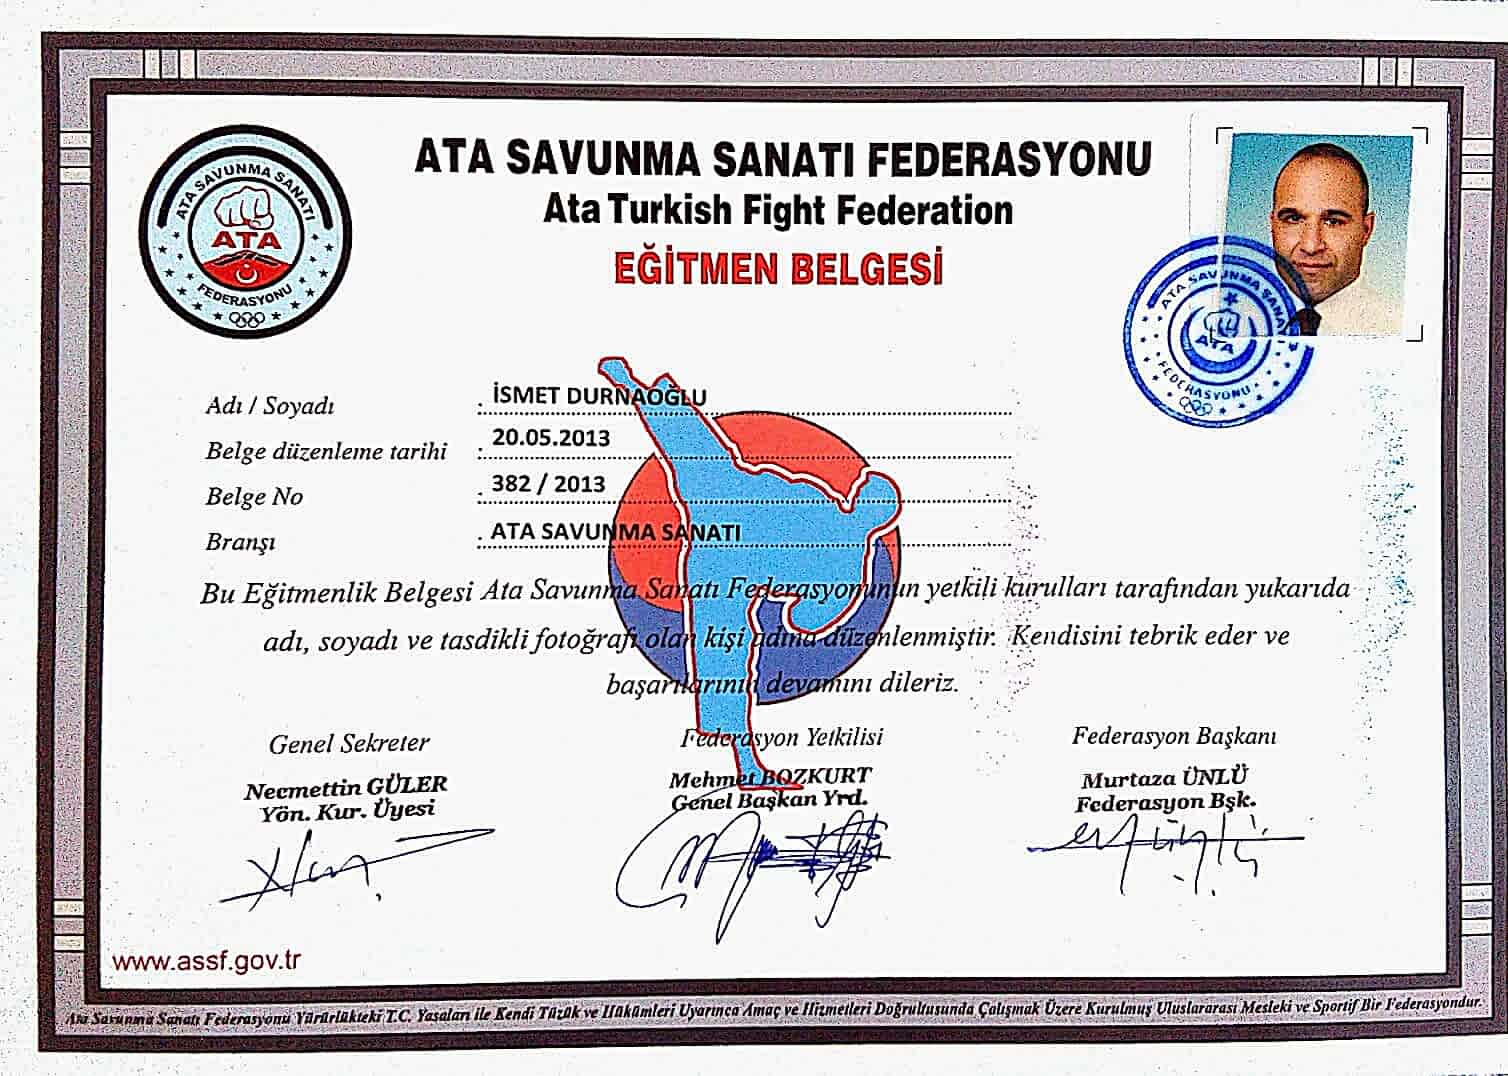 ATA SAVUNMA SANATI FEDERASYONU
Ata Turkish Fight Federation
EĞİTMEN BELGESİ
ATA SAVUNMA SANATI
ATA
FEDERASYONU
ATA SAVUNMA SANATI
ATA
FEDERASYONU
Adı / Soyadı : İSMET DURNAOĞLU
Belge düzenleme tarihi : 20.05.2013
Belge No : 382 / 2013
Branşı : ATA SAVUNMA SANATI
Bu Eğitmenlik Belgesi Ata Savunma Sanatı Federasyonunun yetkili kurulları tarafından yukarıda
adı, soyadı ve tasdikli fotoğrafı olan kişi adına düzenlenmiştir. Kendisini tebrik eder ve
başarılarının devamını dileriz.
Genel Sekreter Federasyon Yetkilisi Federasyon Başkanı
Necmettin GÜLER Mehmet BOZKURT Murtaza ÜNLÜ
Yön. Kur. Üyesi Genel Başkan Yrd. Federasyon Bşk.
www.assf.gov.tr
Ata Savunma Sanatı Federasyonu Yürürlükteki T.C. Yasaları ile Kendi Tüzük ve Hükümleri Uyarınca Amaç ve Hizmetleri Doğrultusunda Çalışmak Üzere Kurulmuş Uluslararası Mesleki ve Sportif Bir Federasyondur.